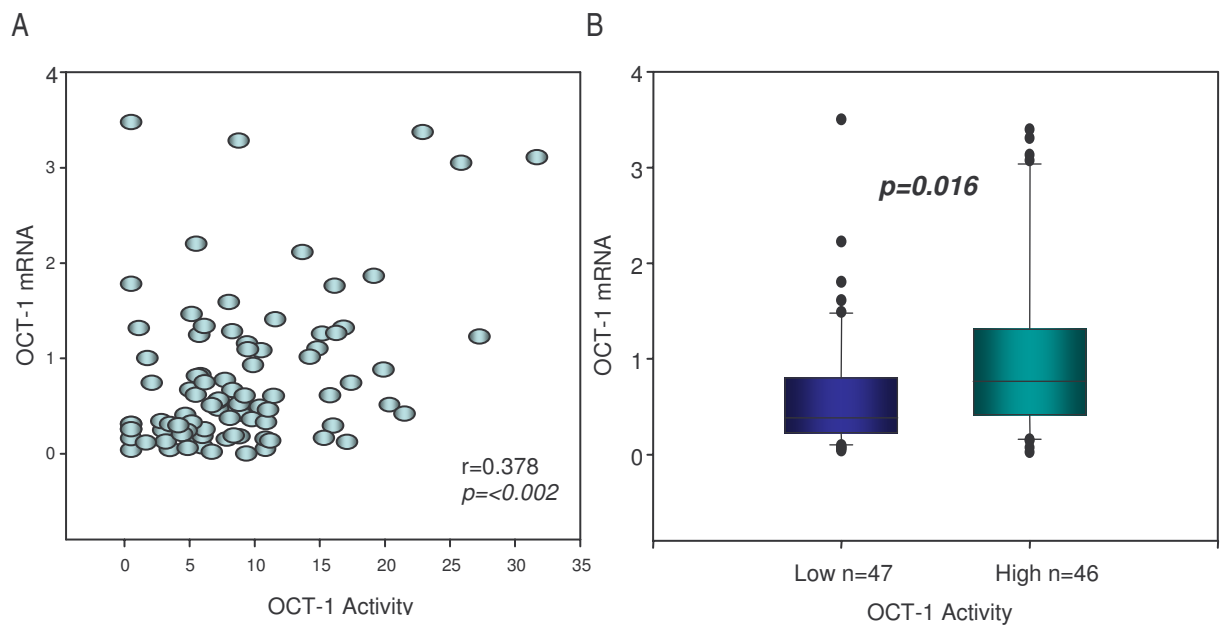 A
4
3
2
1
0
OCT-1 mRNA
r=0.378
p=<0.002
0 5 10 15 20 25 30 35
OCT-1 Activity
B
4
3
2
1
0
OCT-1 mRNA
p=0.016
Low n=47 High n=46
OCT-1 Activity